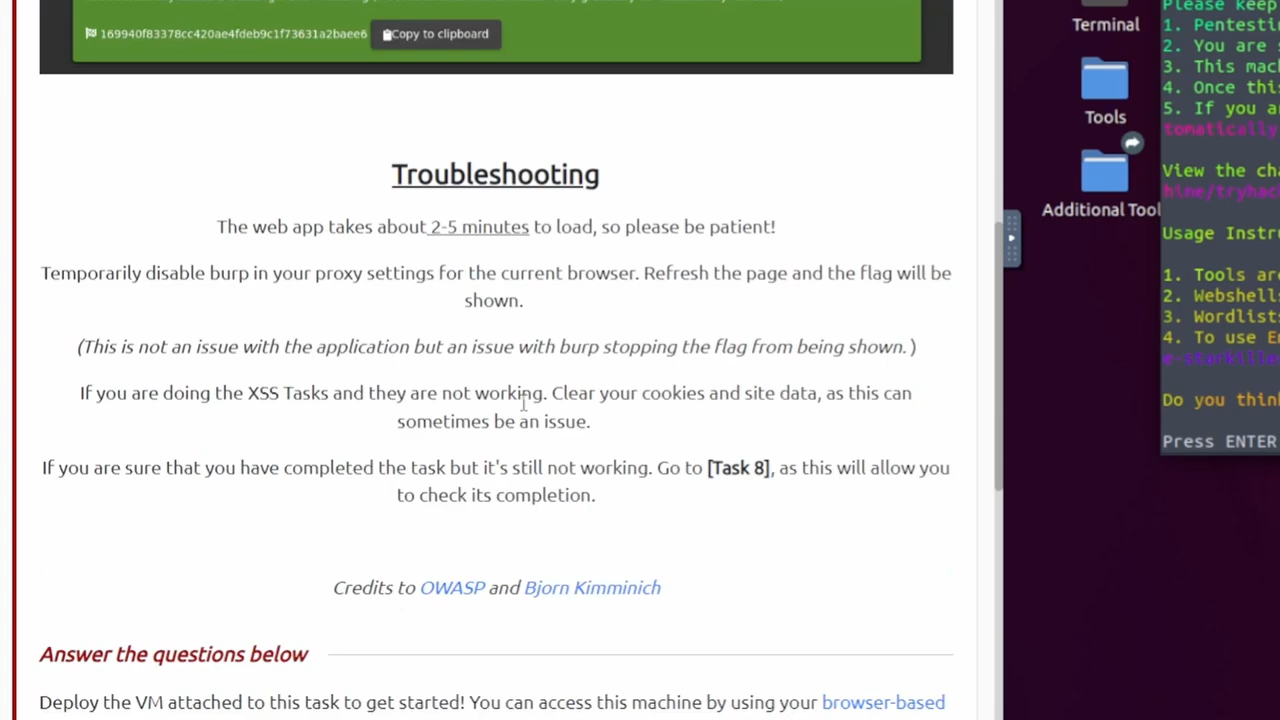 169940f83378cc420ae4fdeb9c1f73631a2baee6 Copy to clipboard
Troubleshooting
The web app takes about 2-5 minutes to load, so please be patient!
Temporarily disable burp in your proxy settings for the current browser. Refresh the page and the flag will be
shown.
(This is not an issue with the application but an issue with burp stopping the flag from being shown. )
If you are doing the XSS Tasks and they are not working. Clear your cookies and site data, as this can
sometimes be an issue.
If you are sure that you have completed the task but it's still not working. Go to [Task 8], as this will allow you
to check its completion.
Credits to OWASP and Bjorn Kimminich
Answer the questions below
Deploy the VM attached to this task to get started! You can access this machine by using your browser-based
Terminal
Tools
Additional Tool
Please keep
1. Pentesti
2. You are s
3. This mac
4. Once this
5. If you a
tomatically
View the cha
hine/tryhac
Usage Instru
1. Tools are
2. Webshell
3. Wordlists
4. To use E
e-starkille
Do you thin
Press ENTER